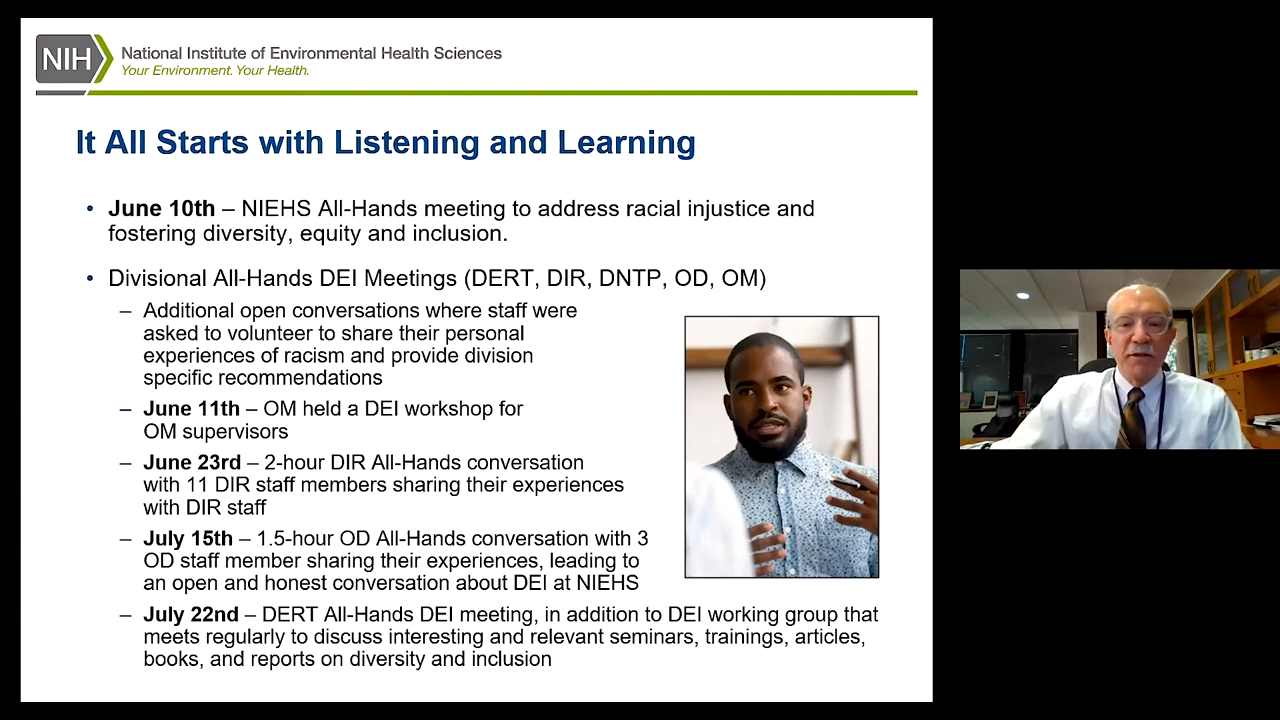 NIH
National Institute of Environmental Health Sciences
Your Environment. Your Health.
It All Starts with Listening and Learning
• June 10th – NIEHS All-Hands meeting to address racial injustice and
fostering diversity, equity and inclusion.
• Divisional All-Hands DEI Meetings (DERT, DIR, DNTP, OD, OM)
– Additional open conversations where staff were
asked to volunteer to share their personal
experiences of racism and provide division
specific recommendations
– June 11th – OM held a DEI workshop for
OM supervisors
– June 23rd – 2-hour DIR All-Hands conversation
with 11 DIR staff members sharing their experiences
with DIR staff
– July 15th – 1.5-hour OD All-Hands conversation with 3
OD staff member sharing their experiences, leading to
an open and honest conversation about DEI at NIEHS
– July 22nd – DERT All-Hands DEI meeting, in addition to DEI working group that
meets regularly to discuss interesting and relevant seminars, trainings, articles,
books, and reports on diversity and inclusion